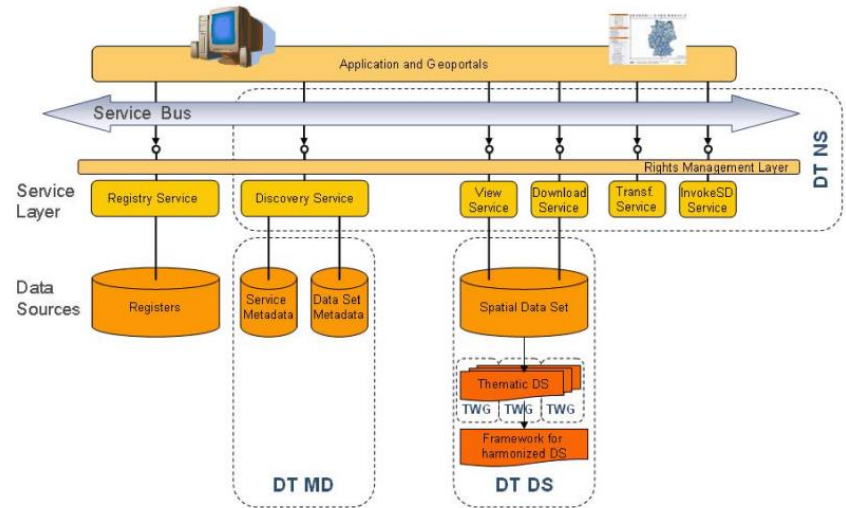 Application and Geoportals
Service Bus
Rights Management Layer
DT NS
Service
Layer
Registry Service
Discovery Service
View
Service
Download
Service
Transf.
Service
InvokeSD
Service
Data
Sources
Registers
Service
Metadata
Data Set
Metadata
Spatial Data Set
Thematic DS
TWG
TWG
TWG
Framework for
harmonized DS
DT MD
DT DS